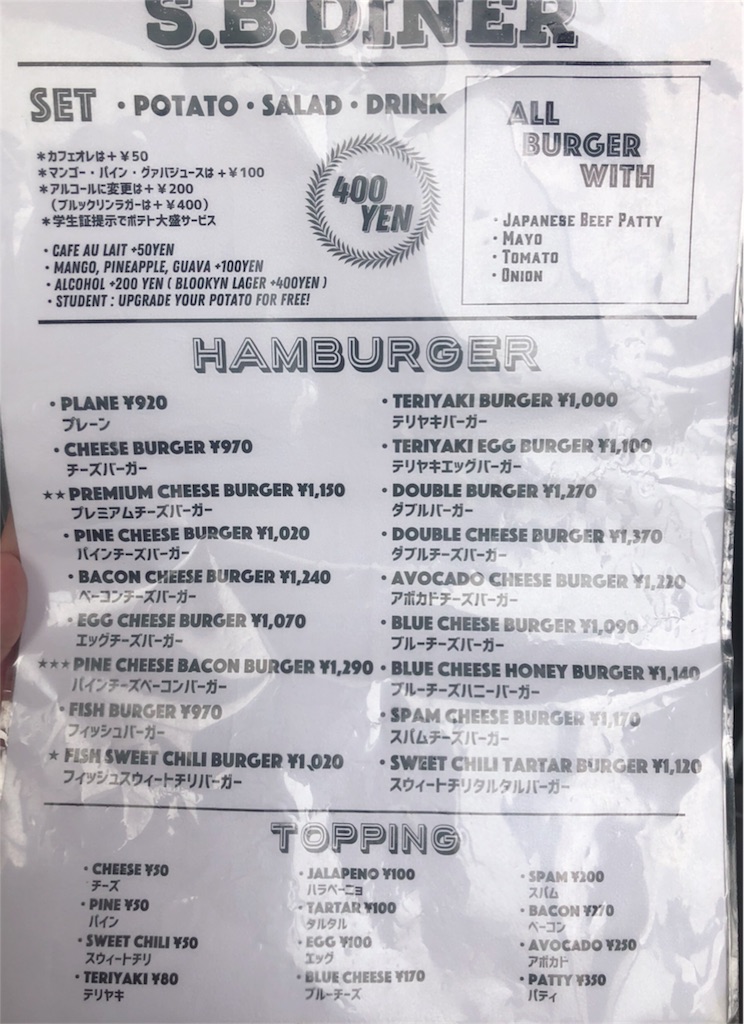 S.B.DINER
SET ・POTATO・SALAD・DRINK
＊カフェオレは＋￥50
＊マンゴー・パイン・グァバジュースは＋￥100
＊アルコールに変更は＋￥200
（ブルックリンラガーは＋￥400）
＊学生証提示でポテト大盛サービス
・CAFE AU LAIT +50YEN
・MANGO, PINEAPPLE, GUAVA +100YEN
・ALCOHOL +200 YEN ( BLOOKYN LAGER +400YEN )
・STUDENT : UPGRADE YOUR POTATO FOR FREE!
400
YEN
ALL
BURGER
WITH
・JAPANESE BEEF PATTY
・MAYO
・TOMATO
・ONION
HAMBURGER
・PLANE ¥920
プレーン
・CHEESE BURGER ¥970
チーズバーガー
★★PREMIUM CHEESE BURGER ¥1,150
プレミアムチーズバーガー
・PINE CHEESE BURGER ¥1,020
パインチーズバーガー
・BACON CHEESE BURGER ¥1,240
ベーコンチーズバーガー
・EGG CHEESE BURGER ¥1,070
エッグチーズバーガー
★★★PINE CHEESE BACON BURGER ¥1,290
パインチーズベーコンバーガー
・FISH BURGER ¥970
フィッシュバーガー
★FISH SWEET CHILI BURGER ¥1,020
フィッシュスウィートチリバーガー
・TERIYAKI BURGER ¥1,000
テリヤキバーガー
・TERIYAKI EGG BURGER ¥1,100
テリヤキエッグバーガー
・DOUBLE BURGER ¥1,270
ダブルバーガー
・DOUBLE CHEESE BURGER ¥1,370
ダブルチーズバーガー
・AVOCADO CHEESE BURGER ¥1,220
アボカドチーズバーガー
・BLUE CHEESE BURGER ¥1,090
ブルーチーズバーガー
・BLUE CHEESE HONEY BURGER ¥1,140
ブルーチーズハニーバーガー
・SPAM CHEESE BURGER ¥1,170
スパムチーズバーガー
・SWEET CHILI TARTAR BURGER ¥1,120
スウィートチリタルタルバーガー
TOPPING
・CHEESE ¥50
チーズ
・PINE ¥50
パイン
・SWEET CHILI ¥50
スウィートチリ
・TERIYAKI ¥80
テリヤキ
・JALAPENO ¥100
ハラペーニョ
・TARTAR ¥100
タルタル
・EGG ¥100
エッグ
・BLUE CHEESE ¥170
ブルーチーズ
・SPAM ¥200
スパム
・BACON ¥270
ベーコン
・AVOCADO ¥250
アボカド
・PATTY ¥350
パティ